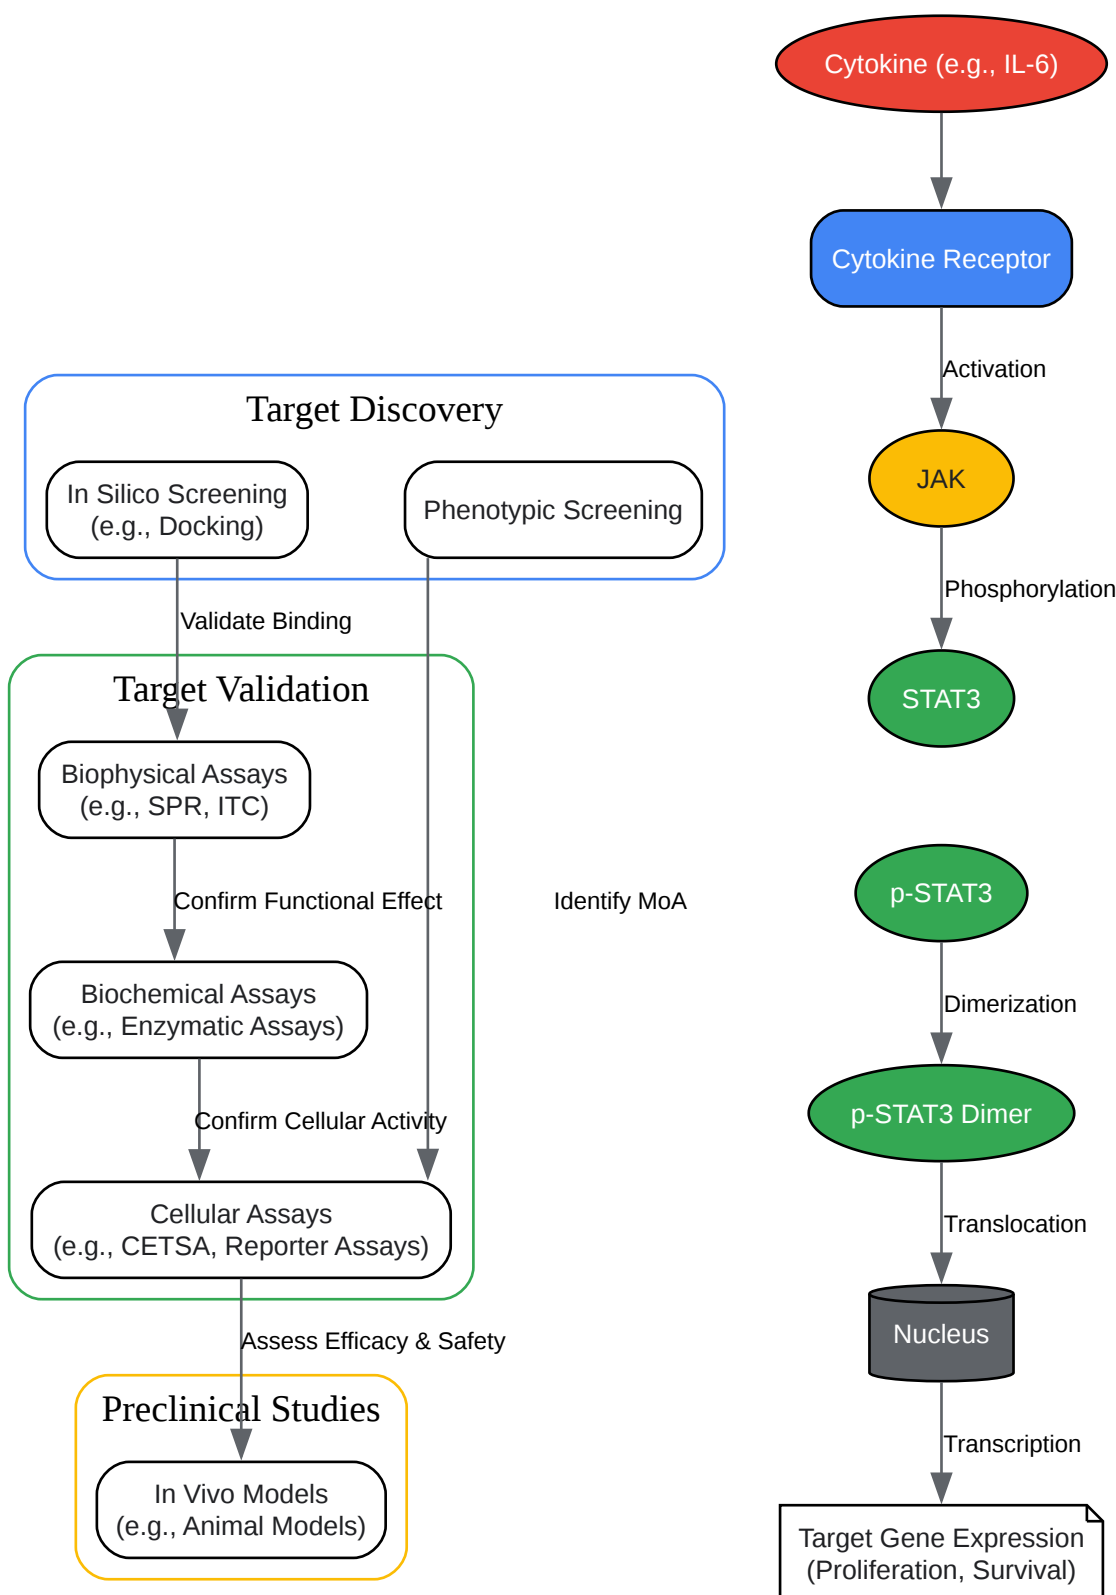 Cytokine (e.g., IL-6)
Cytokine Receptor
Activation
JAK
Phosphorylation
STAT3
p-STAT3
Dimerization
p-STAT3 Dimer
Translocation
Nucleus
Transcription
Target Gene Expression
(Proliferation, Survival)
Target Discovery
In Silico Screening
(e.g., Docking)
Phenotypic Screening
Validate Binding
Target Validation
Biophysical Assays
(e.g., SPR, ITC)
Confirm Functional Effect
Identify MoA
Biochemical Assays
(e.g., Enzymatic Assays)
Confirm Cellular Activity
Cellular Assays
(e.g., CETSA, Reporter Assays)
Assess Efficacy & Safety
Preclinical Studies
In Vivo Models
(e.g., Animal Models)